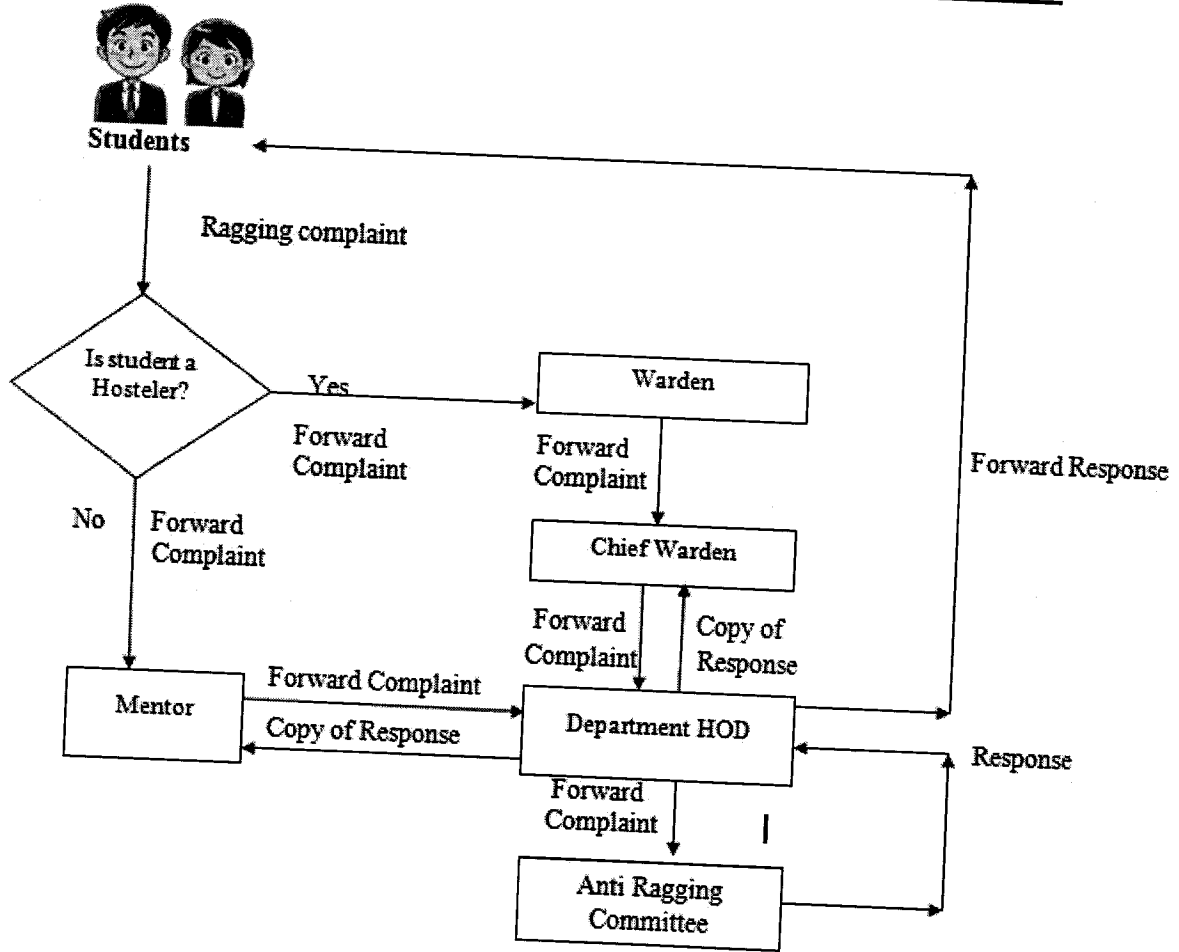 Students
Ragging complaint
Is student a
Hosteler?
Yes
Forward
Complaint
Warden
Forward
Complaint
Forward Response
No
Forward
Complaint
Chief Warden
Forward
Complaint
Copy of
Response
Mentor
Forward Complaint
Copy of Response
Department HOD
Response
Forward
Complaint
Anti Ragging
Committee